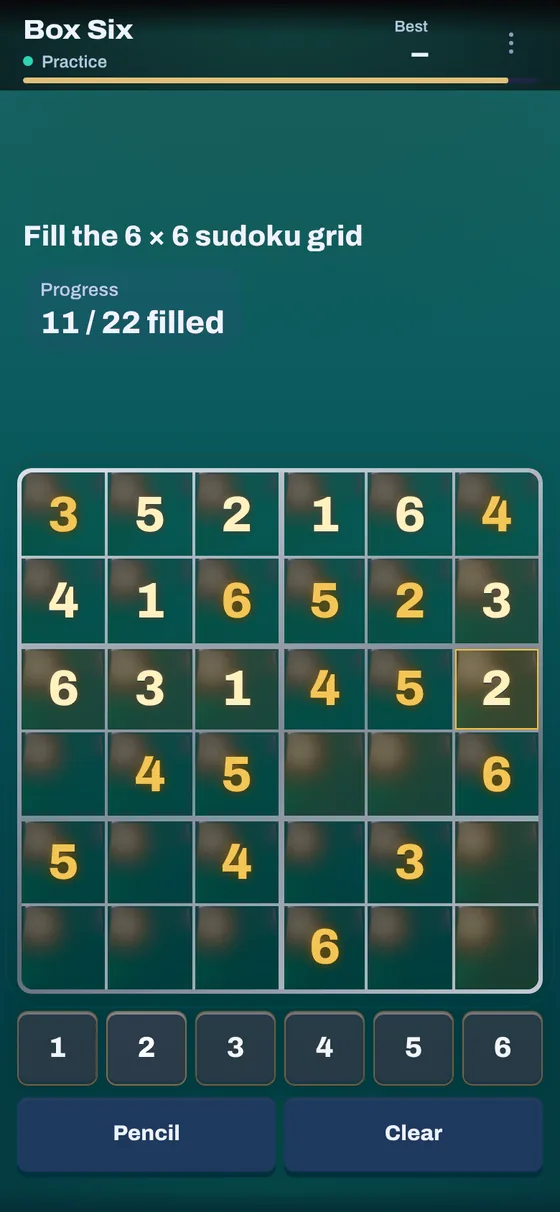 Box Six
Practice
Best
–
Fill the 6 × 6 sudoku grid
Progress
11 / 22 filled
3 5 2 1 6 4
4 1 6 5 2 3
6 3 1 4 5 2
4 5 6
5 4 3
6
1 2 3 4 5 6
Pencil Clear